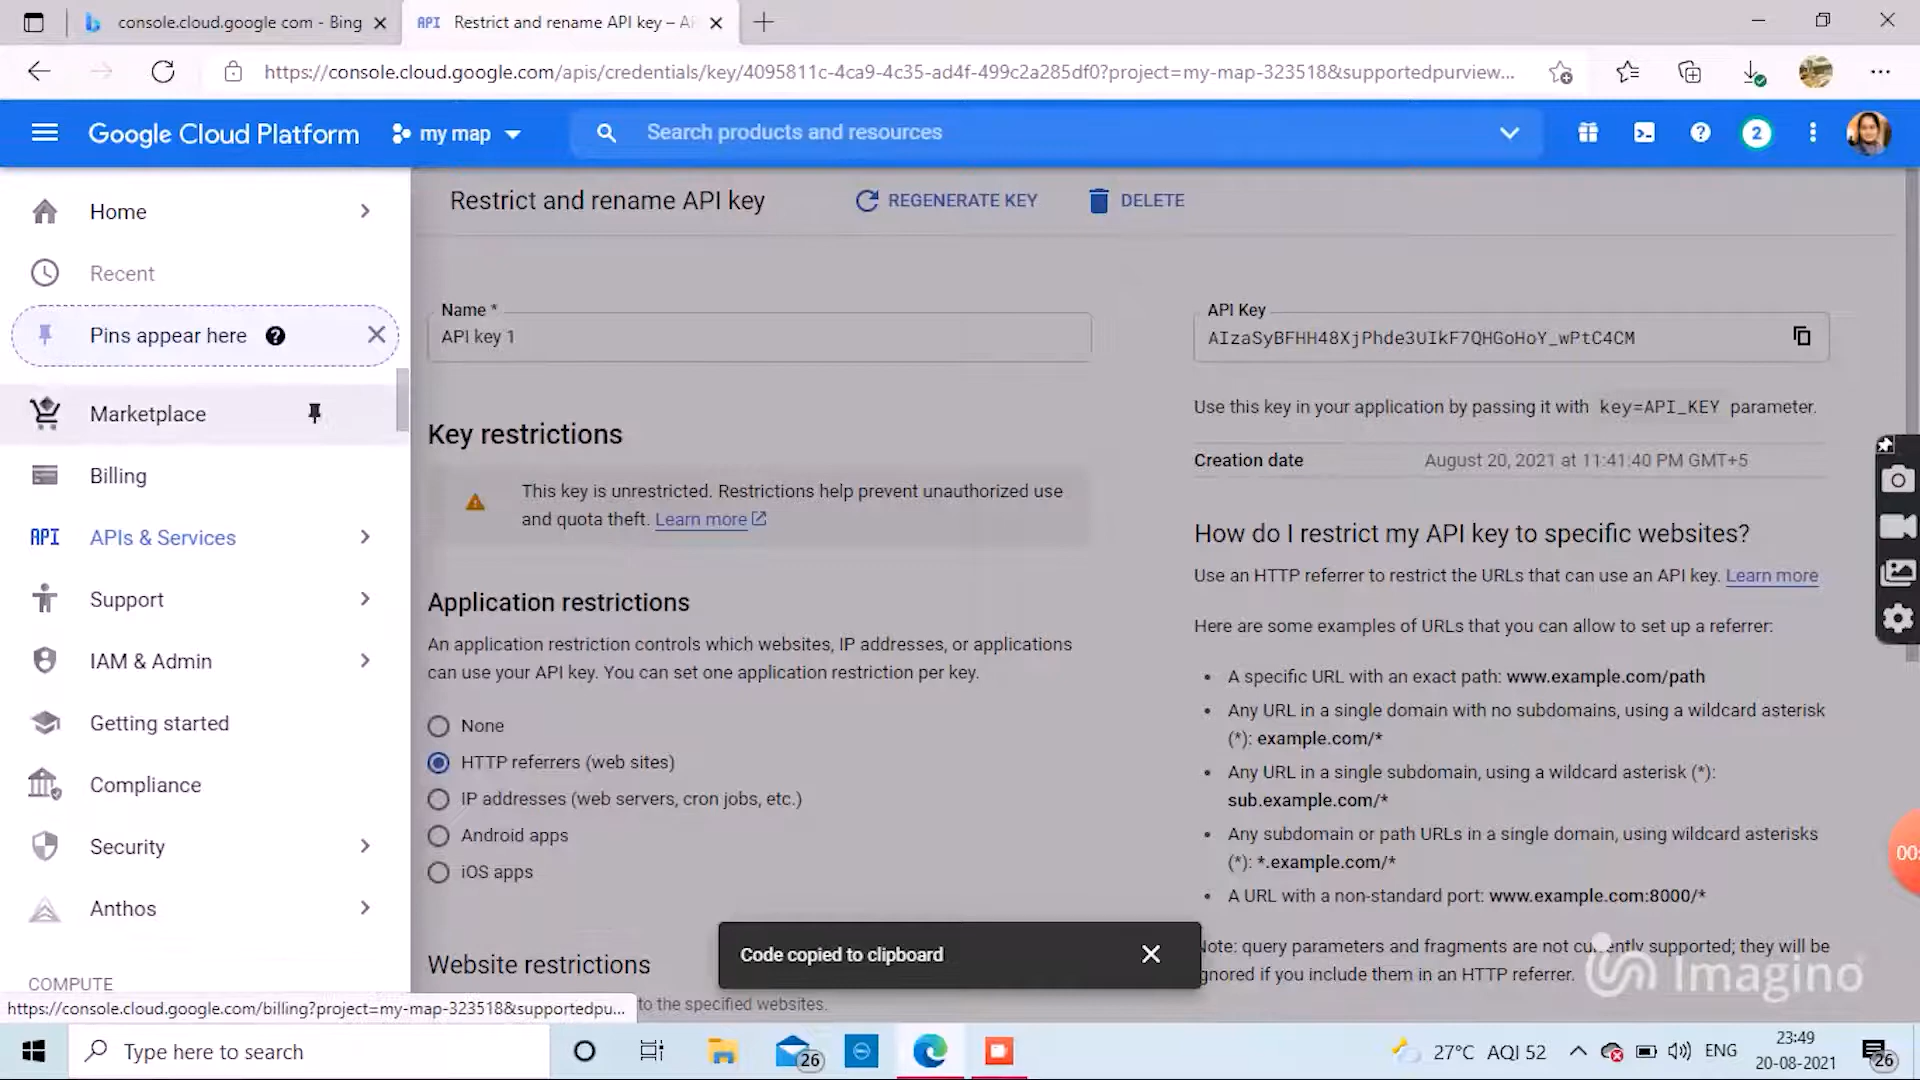 console.cloud.google com - Bing
API Restrict and rename API key – A
https://console.cloud.google.com/apis/credentials/key/4095811c-4ca9-4c35-ad4f-499c2a285df0?project=my-map-323518&supportedpurview...
Google Cloud Platform
my map
Search products and resources
2
Home
Recent
Pins appear here
Marketplace
Billing
API APIs & Services
Support
IAM & Admin
Getting started
Compliance
Security
Anthos
COMPUTE
https://console.cloud.google.com/billing?project=my-map-323518&supportedpu...
Restrict and rename API key
REGENERATE KEY
DELETE
Name *
API key 1
Key restrictions
This key is unrestricted. Restrictions help prevent unauthorized use
and quota theft. Learn more
Application restrictions
An application restriction controls which websites, IP addresses, or applications
can use your API key. You can set one application restriction per key.
None
HTTP referrers (web sites)
IP addresses (web servers, cron jobs, etc.)
Android apps
iOS apps
Website restrictions
to the specified websites.
API Key
AIzaSyBFHH48XjPhde3UIkF7QHGoHoY_wPtC4CM
Use this key in your application by passing it with key=API_KEY parameter.
Creation date August 20, 2021 at 11:41:40 PM GMT+5
How do I restrict my API key to specific websites?
Use an HTTP referrer to restrict the URLs that can use an API key. Learn more
Here are some examples of URLs that you can allow to set up a referrer:
• A specific URL with an exact path: www.example.com/path
• Any URL in a single domain with no subdomains, using a wildcard asterisk
(*): example.com/*
• Any URL in a single subdomain, using a wildcard asterisk (*):
sub.example.com/*
• Any subdomain or path URLs in a single domain, using wildcard asterisks
(*): *.example.com/*
• A URL with a non-standard port: www.example.com:8000/*
Note: query parameters and fragments are not currently supported; they will be
ignored if you include them in an HTTP referrer.
Code copied to clipboard
00:
Imagino
Type here to search
26
27°C AQI 52
ENG
23:49
20-08-2021
26